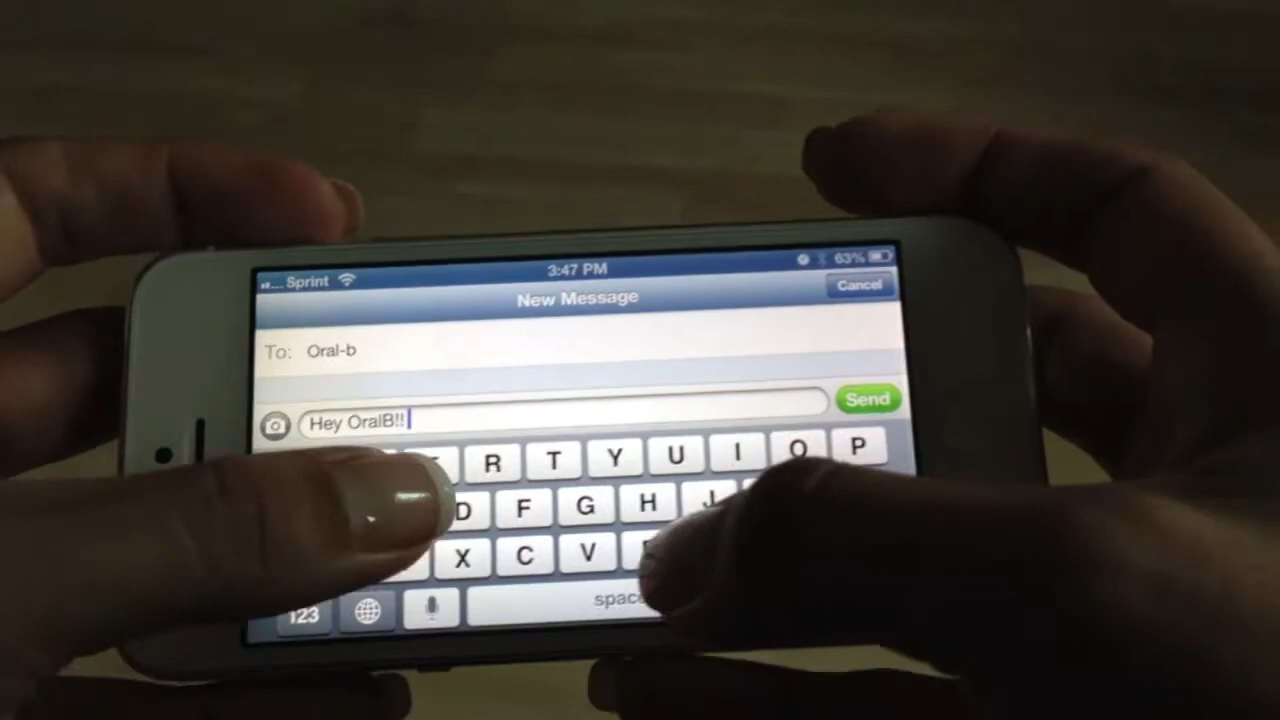 Sprint 3:47 PM 63%
New Message Cancel
To: Oral-b
Hey OralB!! Send
R T Y U I O P
D F G H J
X C V
123 space